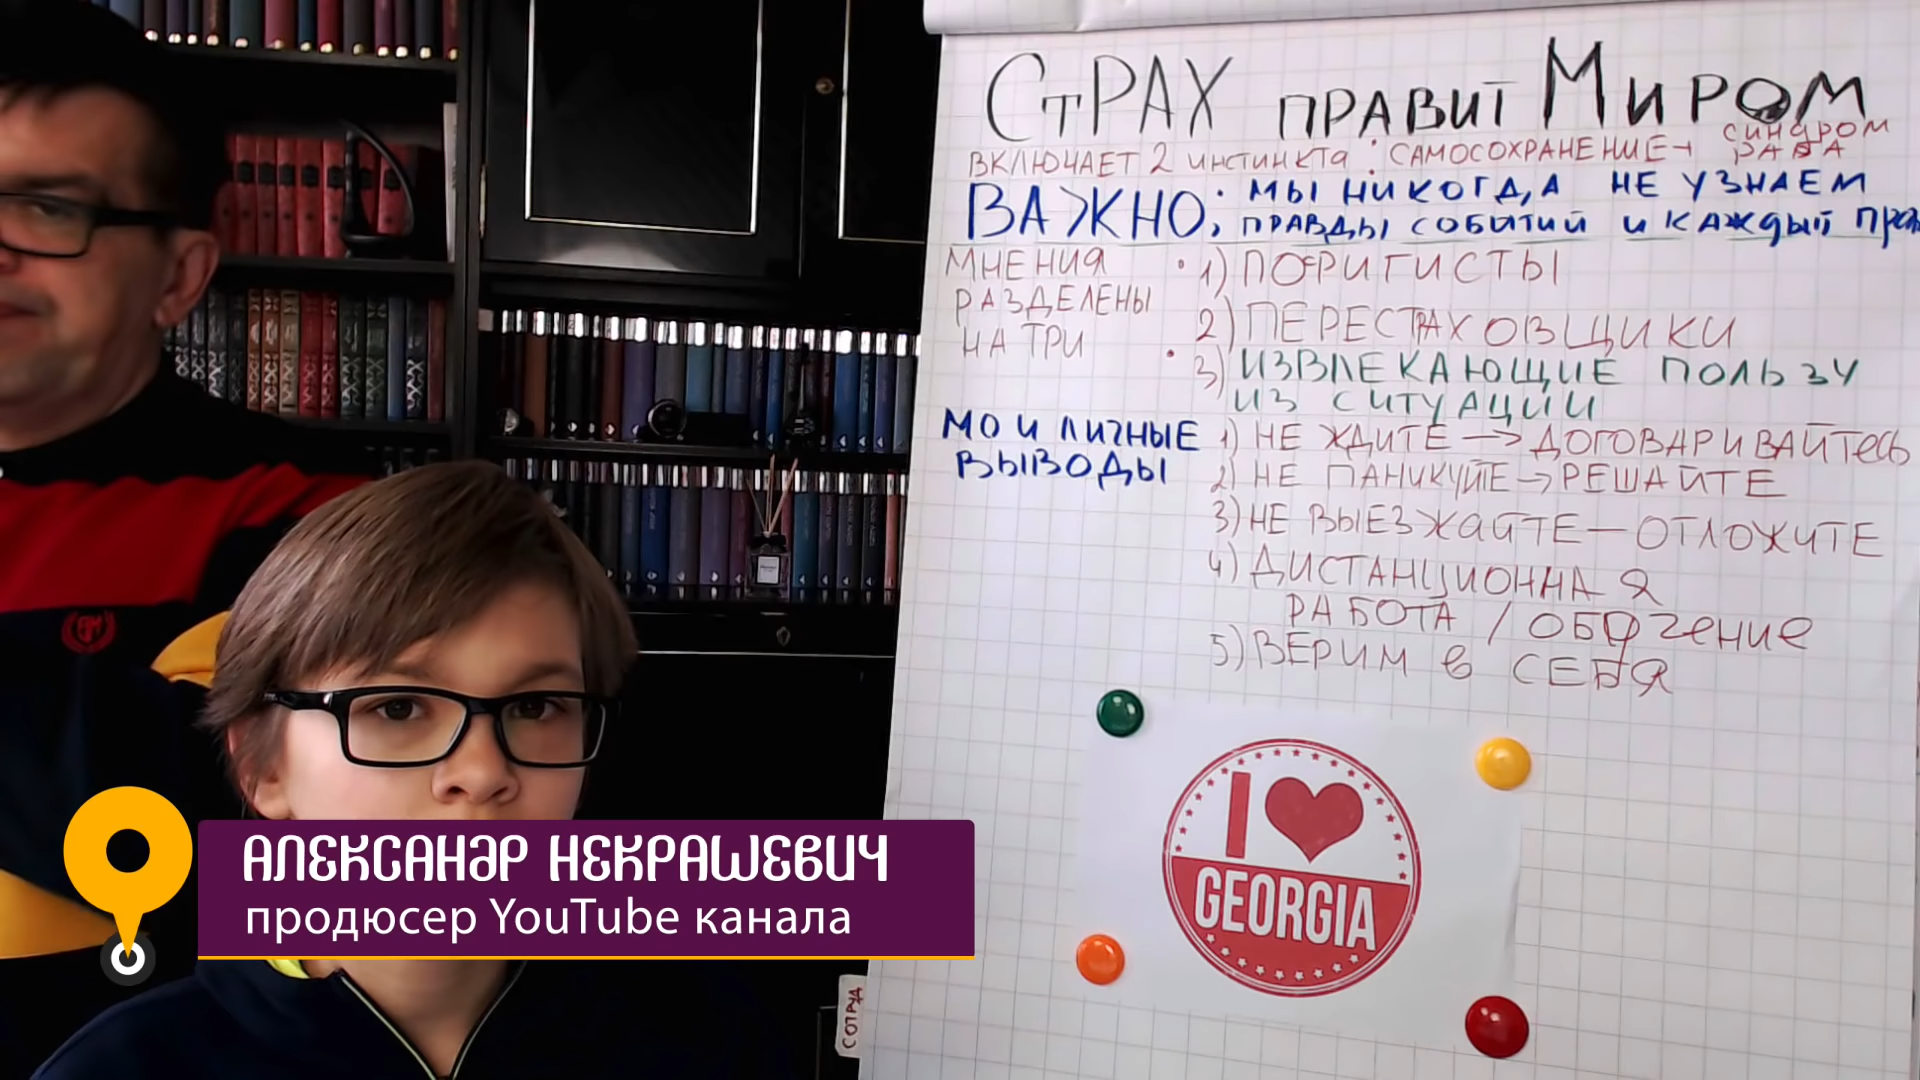 СтРАХ ПРАВИТ МИРОМ
ВКЛЮЧАЕТ 2 ИНСТИНКТА : САМОСОХРАНЕНИЕ + СИНДРОМ РАБА
ВАЖНО: МЫ НИКОГДА НЕ УЗНАЕМ
ПРАВДЫ СОБЫТИЙ И КАЖДЫЙ
МНЕНИЯ
РАЗДЕЛЕНЫ
НА ТРИ
1) ПОФИГИСТЫ
2) ПЕРЕСТРАХОВЩИКИ
3) ИЗВЛЕКАЮЩИЕ ПОЛЬЗУ
ИЗ СИТУАЦИИ
МОИ ЛИЧНЫЕ
ВЫВОДЫ
1) НЕ ЖДИТЕ → ДОГОВАРИВАЙТЕСЬ
2) НЕ ПАНИКУЙТЕ → РЕШАЙТЕ
3) НЕ ВЫЕЗЖАЙТЕ — ОТЛОЖИТЕ
4) ДИСТАНЦИОННАЯ
РАБОТА / ОБУЧЕНИЕ
5) ВЕРИМ В СЕБЯ
I ♥
GEORGIA
СОТРУД
АЛЕКСАНДР НЕКРАШЕВИЧ
продюсер YouTube канала